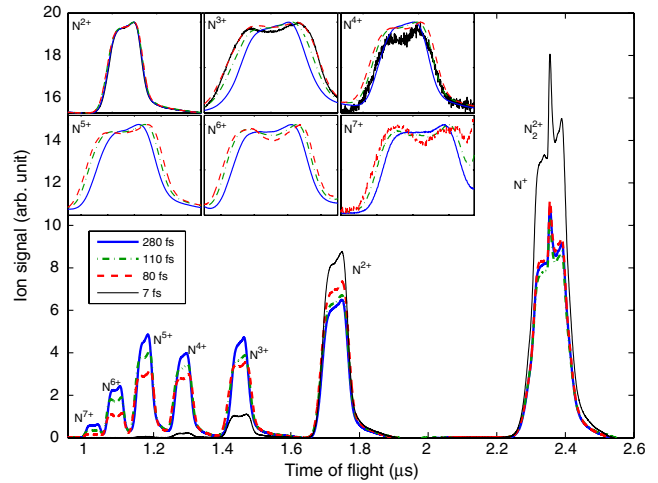 20
18
16
14
12
10
8
6
4
2
0
Ion signal (arb. unit)
N2+
N3+
N4+
N5+
N6+
N7+
280 fs
110 fs
80 fs
7 fs
N7+
N6+
N5+
N4+
N3+
N2+
N+
N22+
1
1.2
1.4
1.6
1.8
2
2.2
2.4
2.6
Time of flight (μs)